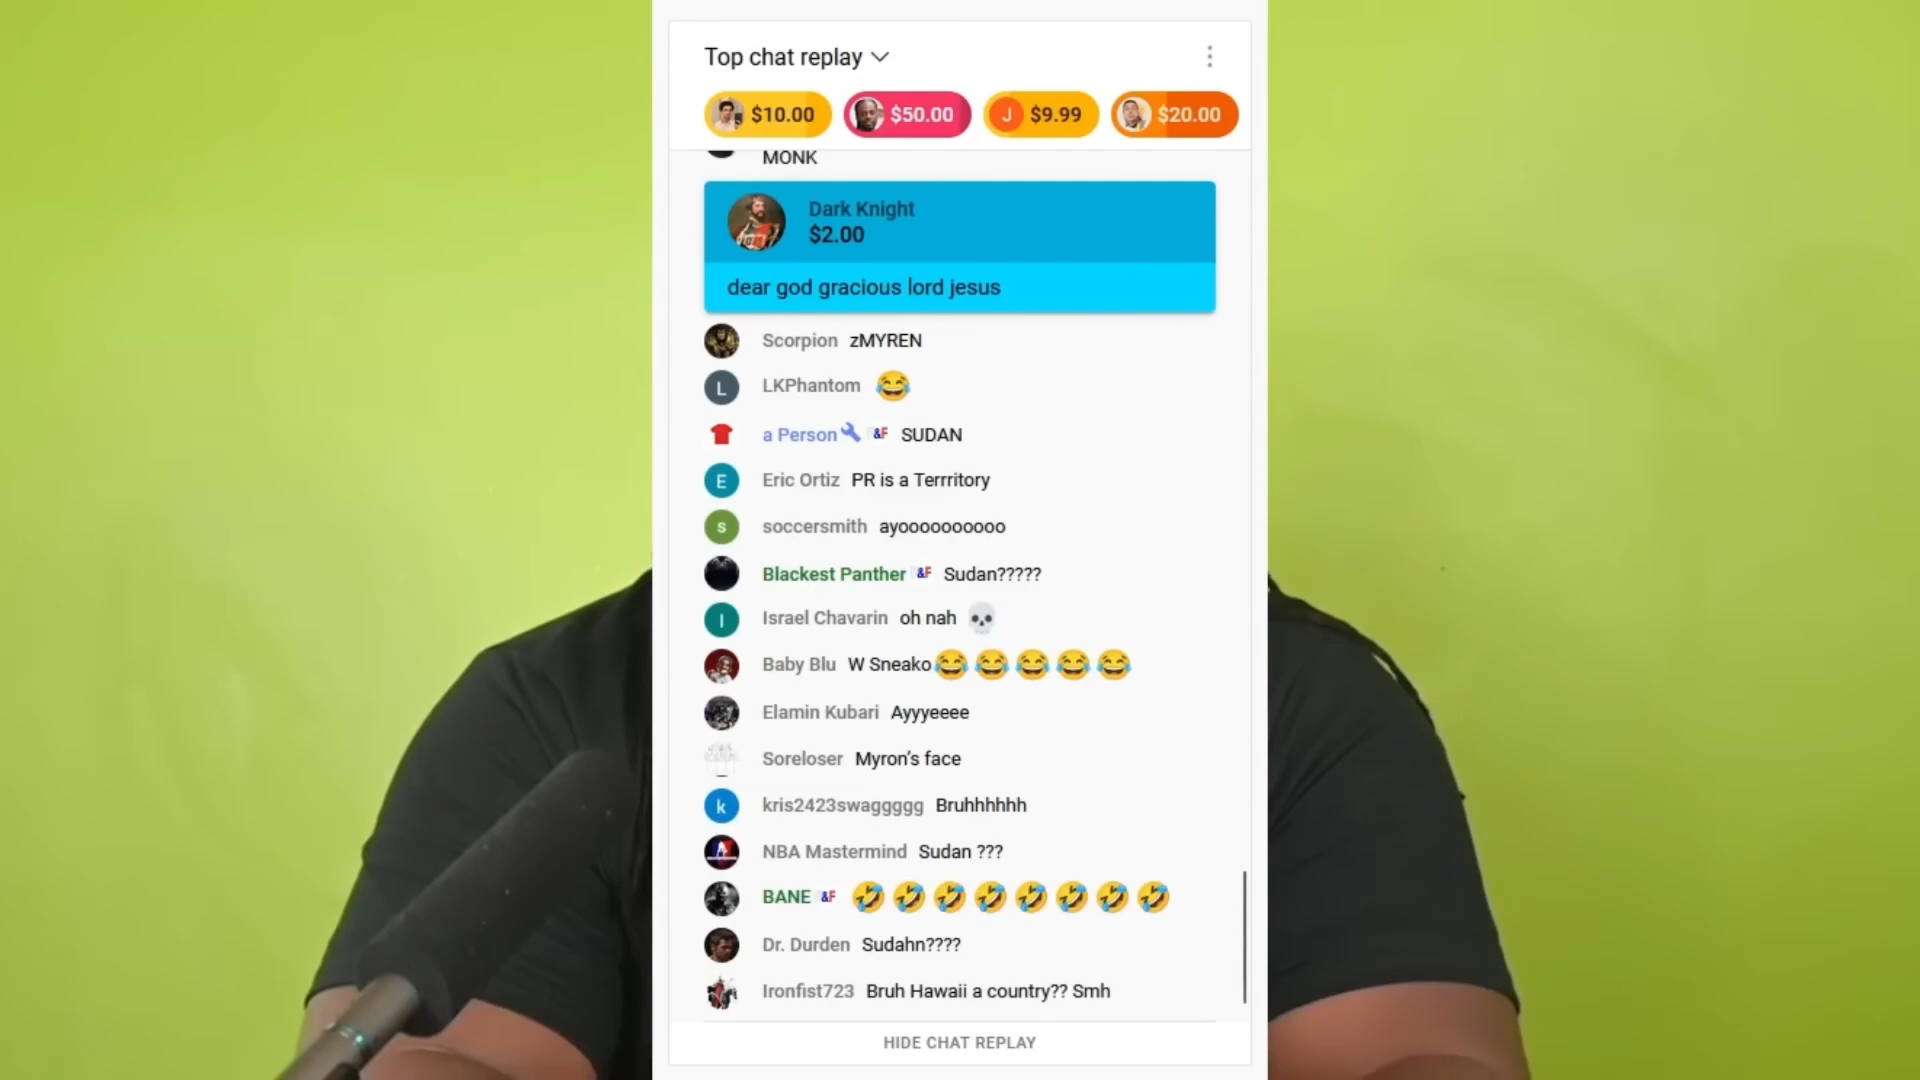 Top chat replay
$10.00 $50.00 J $9.99 $20.00
MONK
Dark Knight
$2.00
dear god gracious lord jesus
Scorpion zMYREN
L LKPhantom 😂
a Person &F SUDAN
E Eric Ortiz PR is a Terrritory
s soccersmith ayoooooooooo
Blackest Panther &F Sudan?????
I Israel Chavarin oh nah 💀
Baby Blu W Sneako😂😂😂😂😂
Elamin Kubari Ayyyeeee
Soreloser Myron's face
k kris2423swaggggg Bruhhhhhh
NBA Mastermind Sudan ???
BANE &F 🤣🤣🤣🤣🤣🤣🤣🤣
Dr. Durden Sudahn????
Ironfist723 Bruh Hawaii a country?? Smh
HIDE CHAT REPLAY